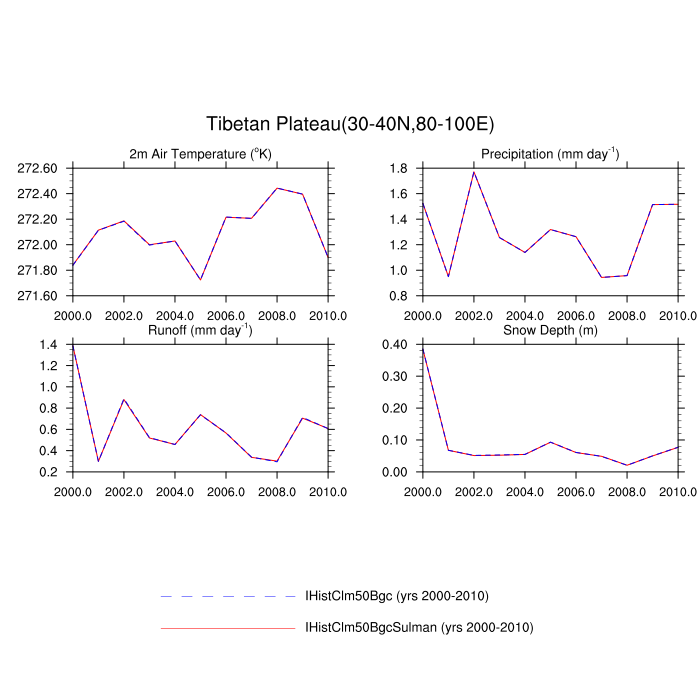 Tibetan Plateau(30-40N,80-100E)
2m Air Temperature (°K)
272.60
272.40
272.20
272.00
271.80
271.60
2000.0 2002.0 2004.0 2006.0 2008.0 2010.0
Precipitation (mm day⁻¹)
1.8
1.6
1.4
1.2
1.0
0.8
2000.0 2002.0 2004.0 2006.0 2008.0 2010.0
Runoff (mm day⁻¹)
1.4
1.2
1.0
0.8
0.6
0.4
0.2
2000.0 2002.0 2004.0 2006.0 2008.0 2010.0
Snow Depth (m)
0.40
0.30
0.20
0.10
0.00
2000.0 2002.0 2004.0 2006.0 2008.0 2010.0
IHistClm50Bgc (yrs 2000-2010)
IHistClm50BgcSulman (yrs 2000-2010)